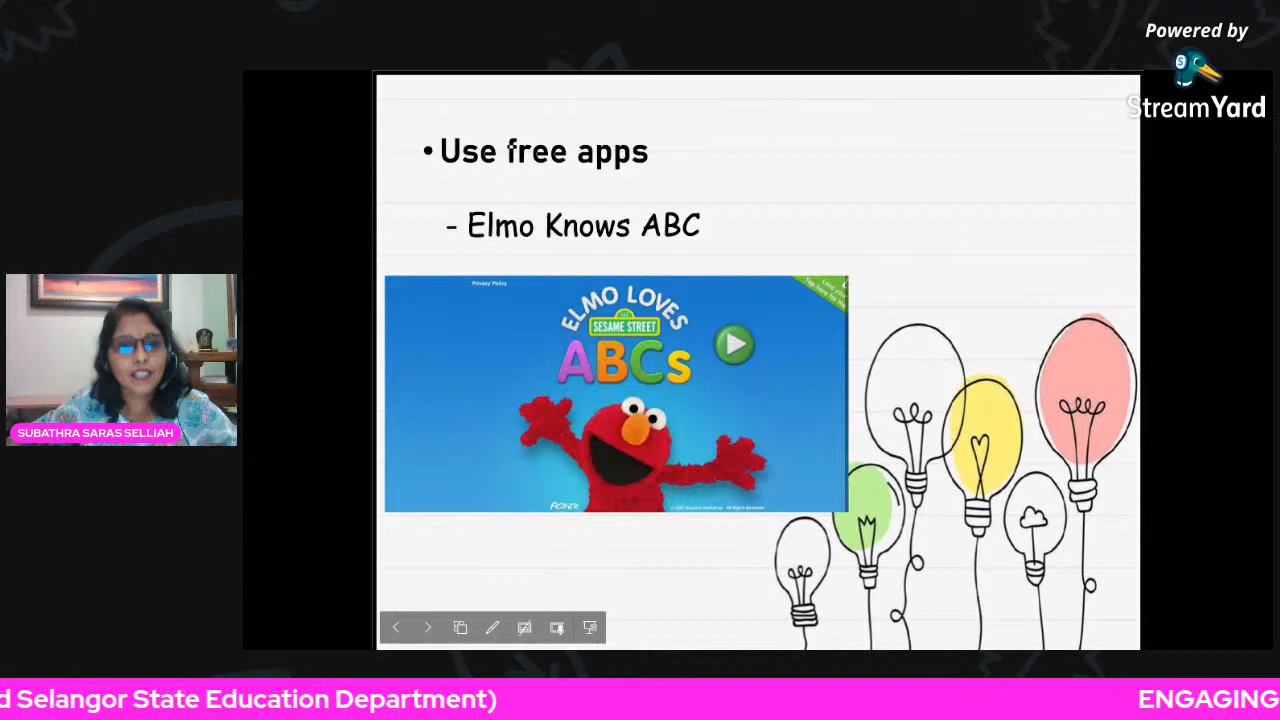 Powered by
StreamYard
• Use free apps
- Elmo Knows ABC
Privacy Policy
ELMO LOVES
SESAME STREET
ABCs
SUBATHRA SARAS SELLIAH
d Selangor State Education Department)
ENGAGING